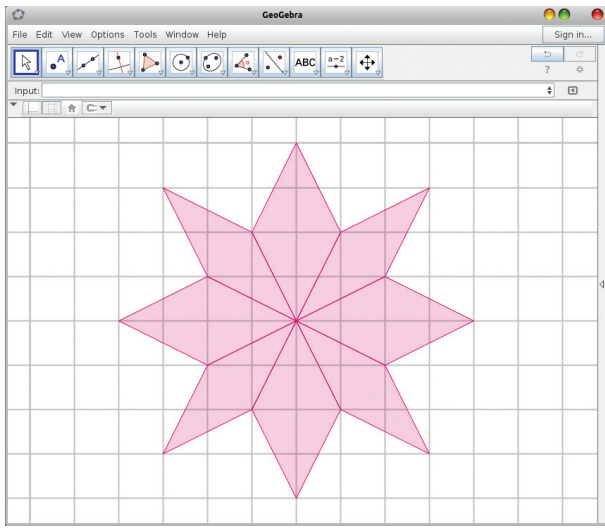 GeoGebra
File Edit View Options Tools Window Help
Sign in...
ABC
a=2
?
Input:
C: